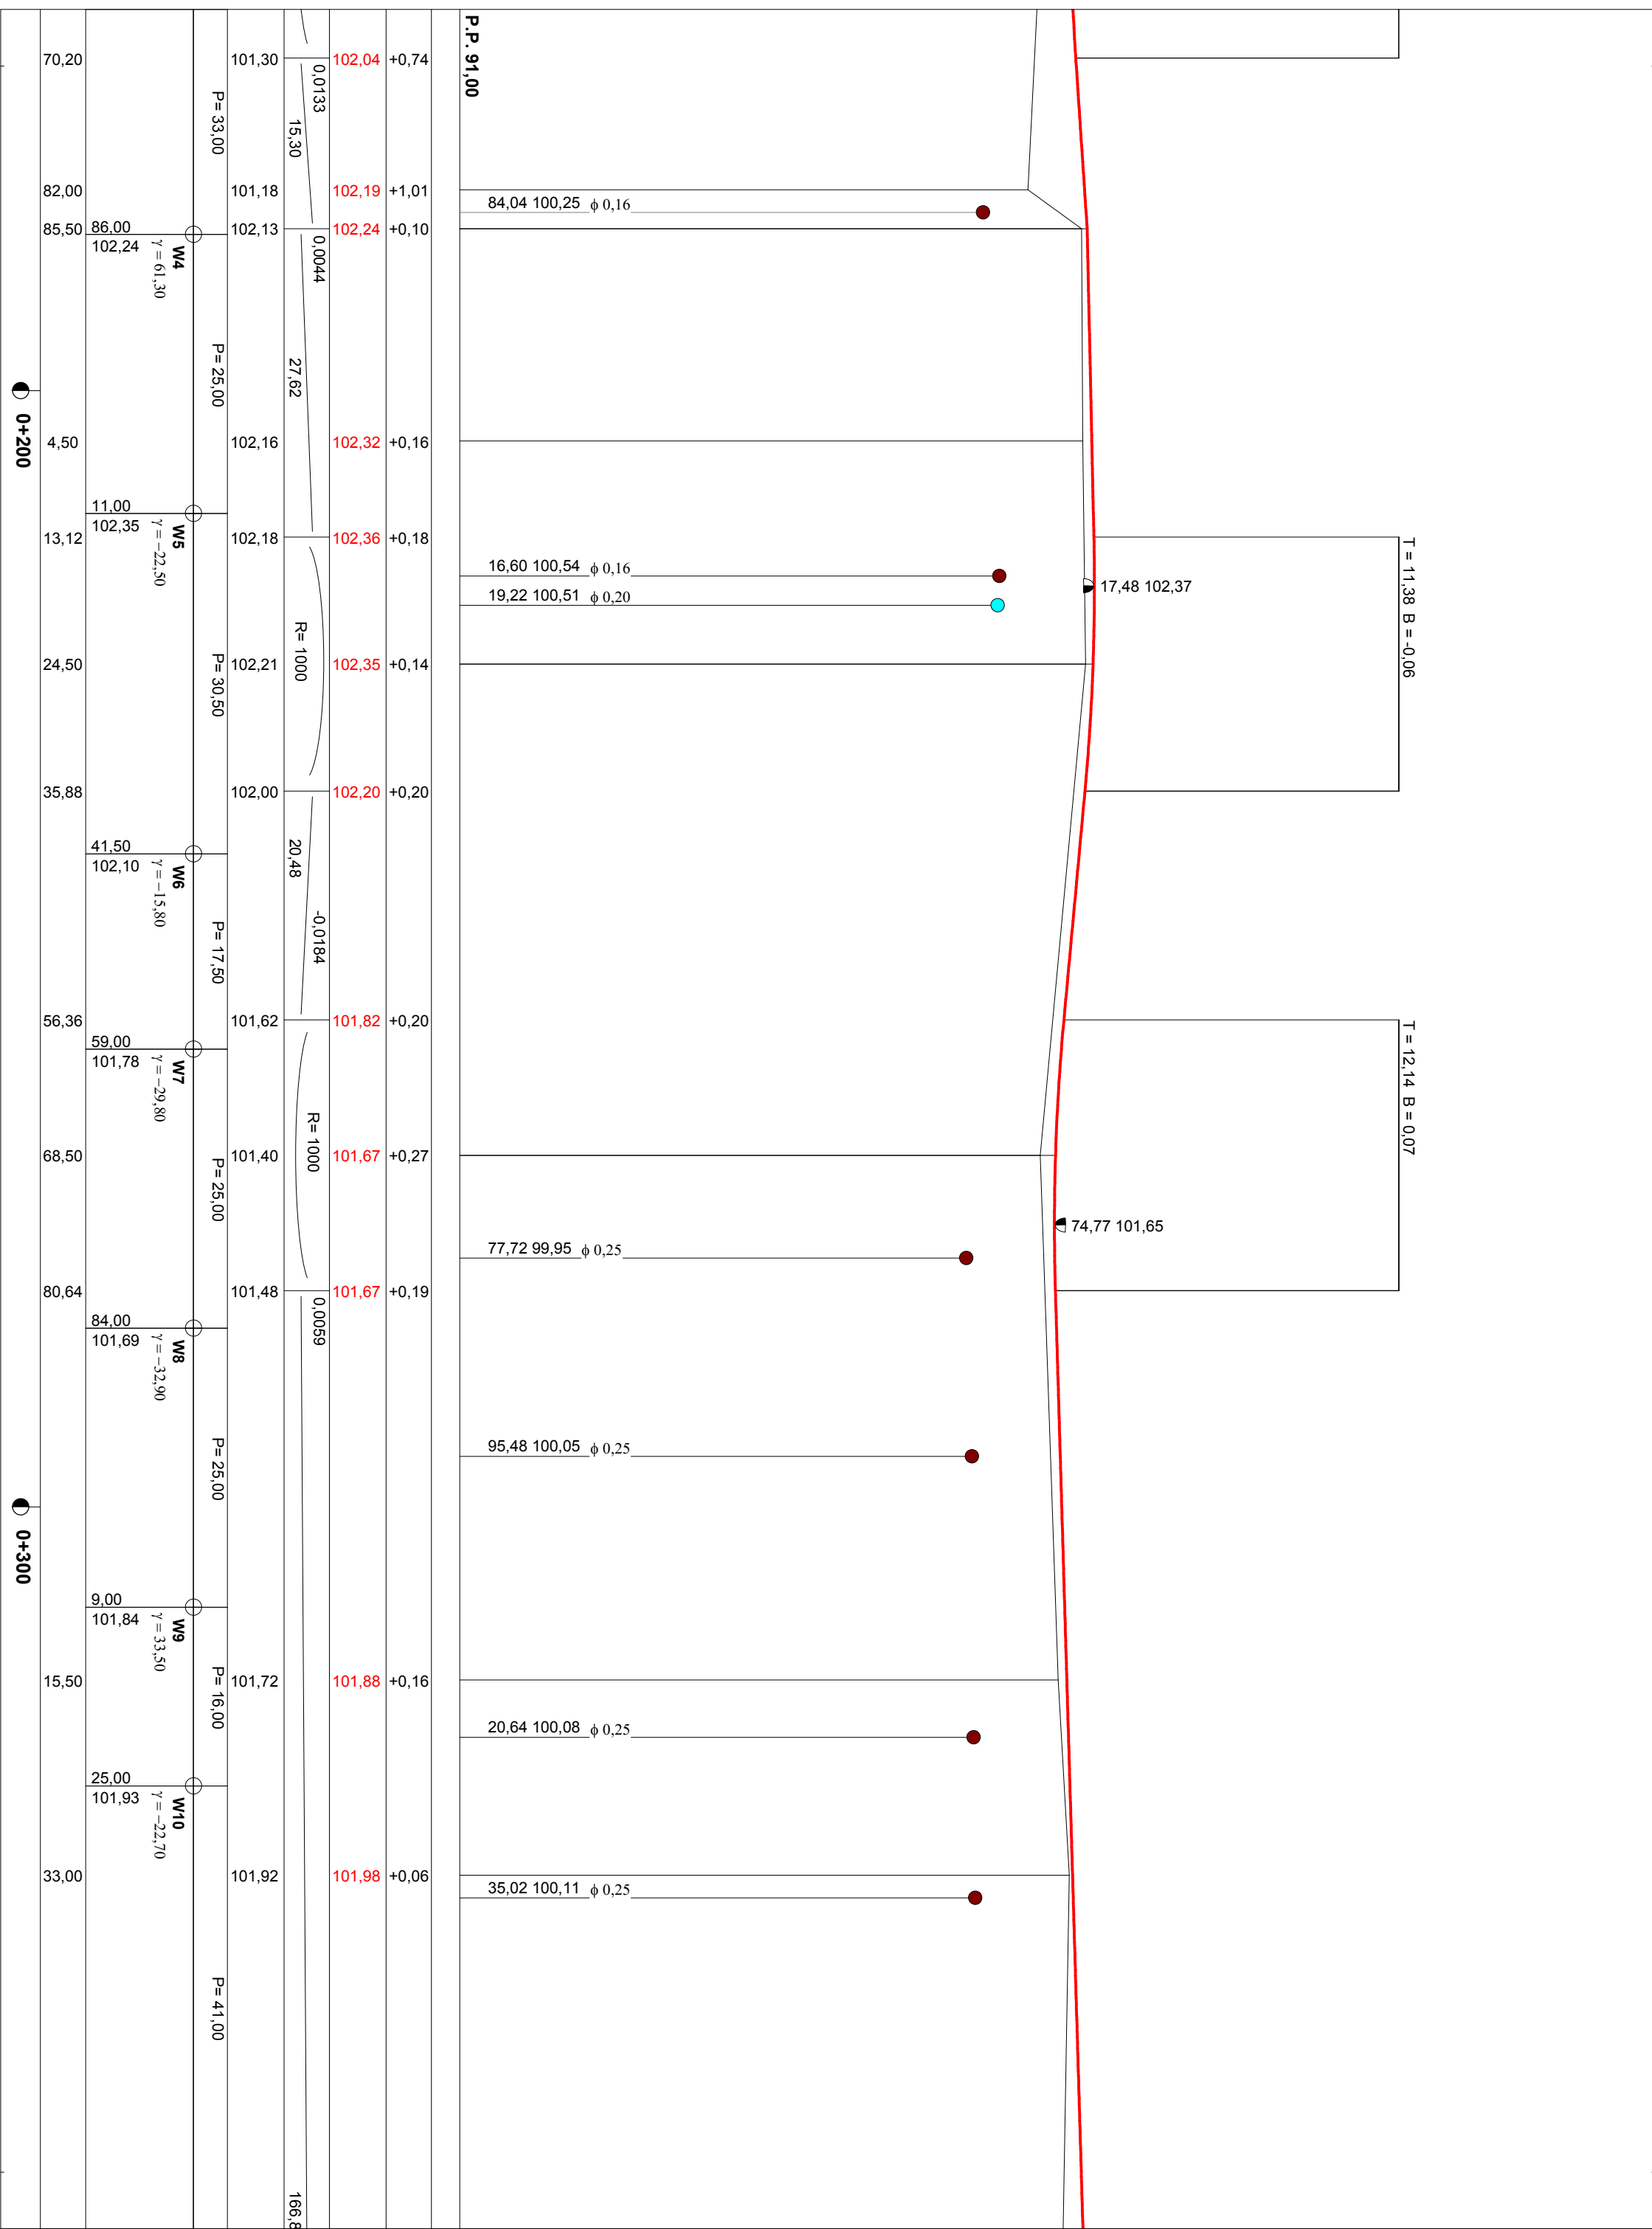 P.P. 91,00
T = 11,38 B = -0,06
T = 12,14 B = 0,07
17,48 102,37
74,77 101,65
84,04 100,25 ϕ 0,16
16,60 100,54 ϕ 0,16
19,22 100,51 ϕ 0,20
77,72 99,95 ϕ 0,25
95,48 100,05 ϕ 0,25
20,64 100,08 ϕ 0,25
35,02 100,11 ϕ 0,25
+0,74 +1,01 +0,10 +0,16 +0,18 +0,14 +0,20 +0,20 +0,27 +0,19 +0,16 +0,06
102,04 102,19 102,24 102,32 102,36 102,35 102,20 101,82 101,67 101,67 101,88 101,98
0,0133 0,0044 R= 1000 -0,0184 R= 1000 0,0059
15,30 27,62 20,48 166,8
101,30 101,18 102,13 102,16 102,18 102,21 102,00 101,62 101,40 101,48 101,72 101,92
P= 33,00 P= 25,00 P= 30,50 P= 17,50 P= 25,00 P= 25,00 P= 16,00 P= 41,00
W4 W5 W6 W7 W8 W9 W10
γ = 61,30 γ = −22,50 γ = −15,80 γ = −29,80 γ = −32,90 γ = 33,50 γ = −22,70
86,00 11,00 41,50 59,00 84,00 9,00 25,00
102,24 102,35 102,10 101,78 101,69 101,84 101,93
70,20 82,00 85,50 4,50 13,12 24,50 35,88 56,36 68,50 80,64 15,50 33,00
0+200 0+300